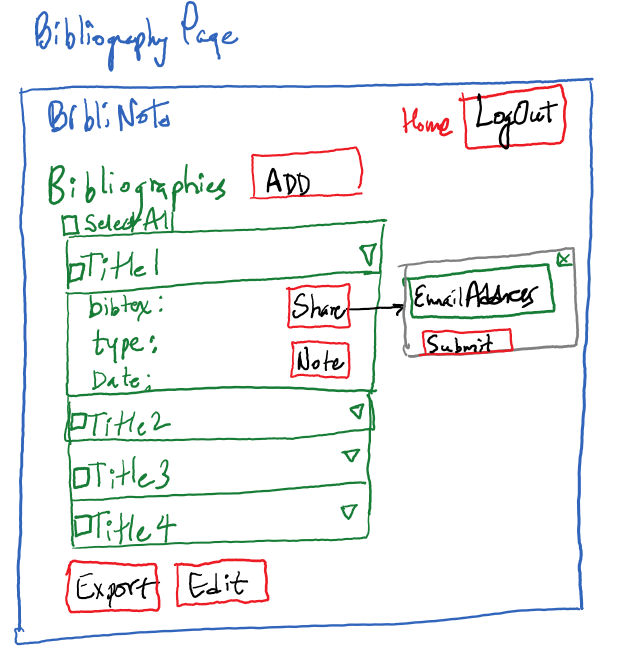 Bibliography Page
BibliNoto
Home LogOut
Bibliographies ADD
Select All
Title1
bibtex: Share EmailAddress
type: Note Submit
Date:
Title2
Title3
Title4
Export Edit